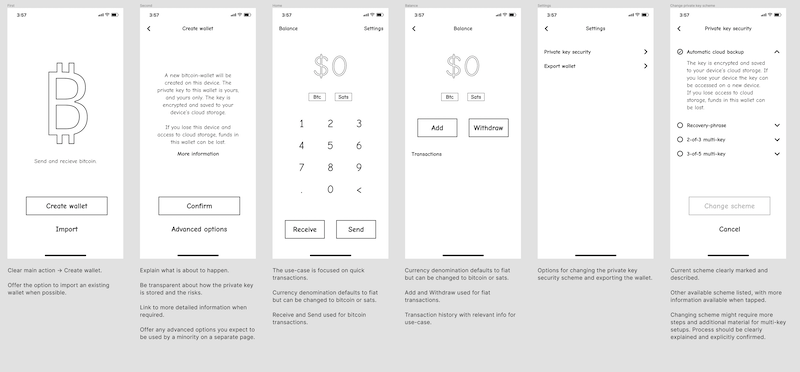 First
Second
Home
Balance
Settings
Change private key scheme
3:57
Send and recieve bitcoin
Create wallet
Import
3:57
Create wallet
A new bitcoin-wallet will be
created on this device. The
private key to this wallet is yours,
and yours only. The key is
encrypted and saved to your
device's cloud storage.
If you lose this device and
access to cloud storage, funds in
this wallet can be lost
More information
Confirm
Advanced options
3:57
Balance
Settings
$0
Btc
Sats
1 2 3
4 5 6
7 8 9
. 0 <
Receive
Send
3:57
Balance
$0
Btc
Sats
Add
Withdraw
Transactions
3:57
Settings
Private key security
Export wallet
3:57
Private key security
Automatic cloud backup
The key is encrypted and saved
to your device's cloud storage. If
you lose your device the key can
be accessed on a new device.
If you lose access to cloud
storage, funds in this wallet can
be lost
Recovery-phrase
2-of-3 multi-key
3-of-5 multi-key
Change scheme
Cancel
Clear main action → Create wallet.
Offer the option to import an existing
wallet when possible.
Explain what is about to happen.
Be transparent about how the private key
is stored and the risks.
Link to more detailed information when
required.
Offer any advanced options you expect to
be used by a minority on a separate page.
The use-case is focused on quick
transactions.
Currency denomination defaults to fiat
but can be changed to bitcoin or sats.
Receive and Send used for bitcoin
transactions.
Currency denomination defaults to fiat
but can be changed to bitcoin or sats.
Add and Withdraw used for fiat
transactions.
Transaction history with relevant info for
use-case.
Options for changing the private key
security scheme and exporting the wallet.
Current scheme clearly marked and
described.
Other available scheme listed, with more
information available when tapped.
Changing scheme might require more
steps and additional material for multi-key
setups. Process should be clearly
explained and explicitly confirmed.